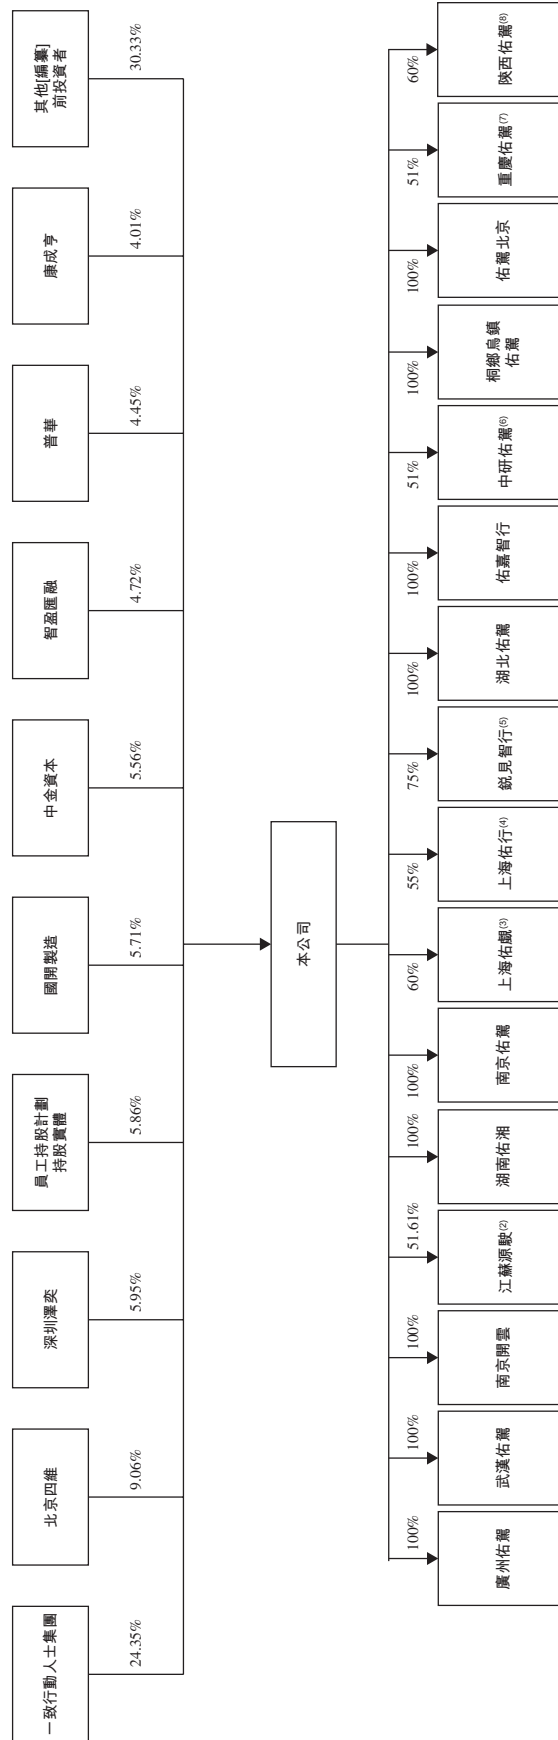 一致行動人士集團
24.35%
北京四維
9.06%
深圳澤奕
5.95%
員工持股計劃
持股實體
5.86%
國開製造
5.71%
中金資本
5.56%
智盈匯融
4.72%
普華
4.45%
康成亨
4.01%
其他[編纂]
前投資者
30.33%
本公司
100%
廣州佑駕
100%
武漢佑駕
100%
南京開雲
51.61%
江蘇源駛(2)
100%
湖南佑湘
100%
南京佑駕
60%
上海佑覷(3)
55%
上海佑行(4)
75%
銳見智行(5)
100%
湖北佑駕
100%
佑嘉智行
51%
中研佑駕(6)
100%
桐鄉烏鎮
佑駕
100%
佑駕北京
51%
重慶佑駕(7)
60%
陝西佑駕(8)